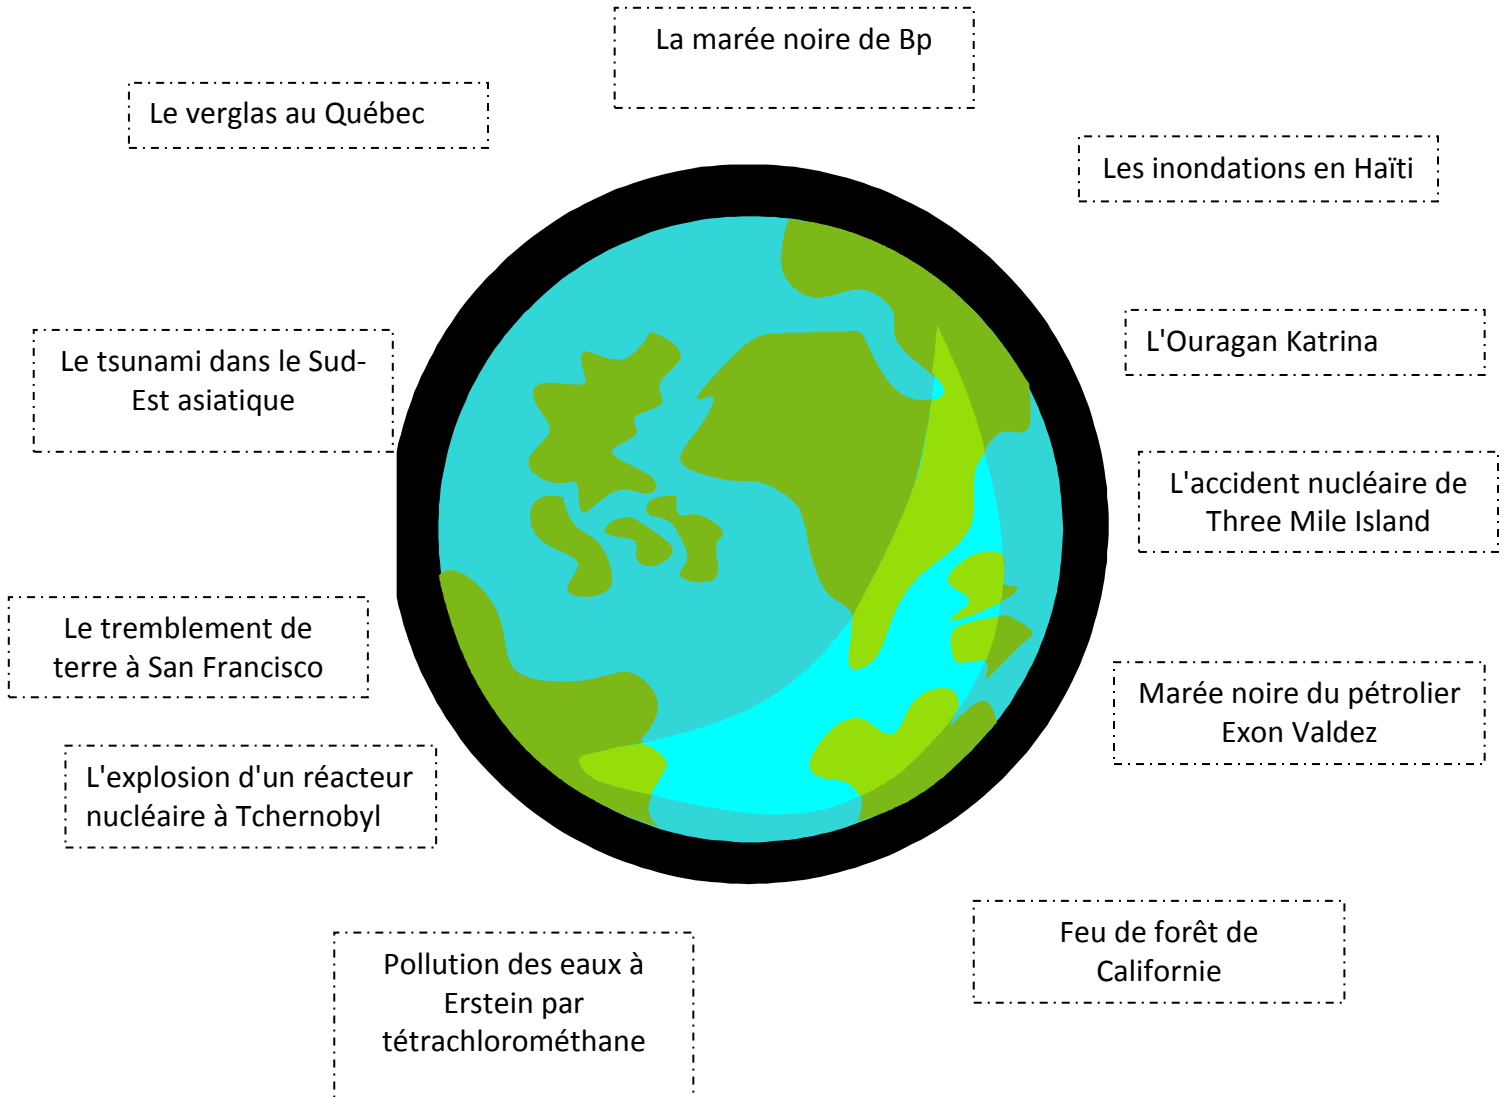 La marée noire de Bp
Le verglas au Québec
Les inondations en Haïti
L'Ouragan Katrina
Le tsunami dans le Sud-
Est asiatique
L'accident nucléaire de
Three Mile Island
Le tremblement de
terre à San Francisco
Marée noire du pétrolier
Exon Valdez
L'explosion d'un réacteur
nucléaire à Tchernobyl
Feu de forêt de
Californie
Pollution des eaux à
Erstein par
tétrachlorométhane